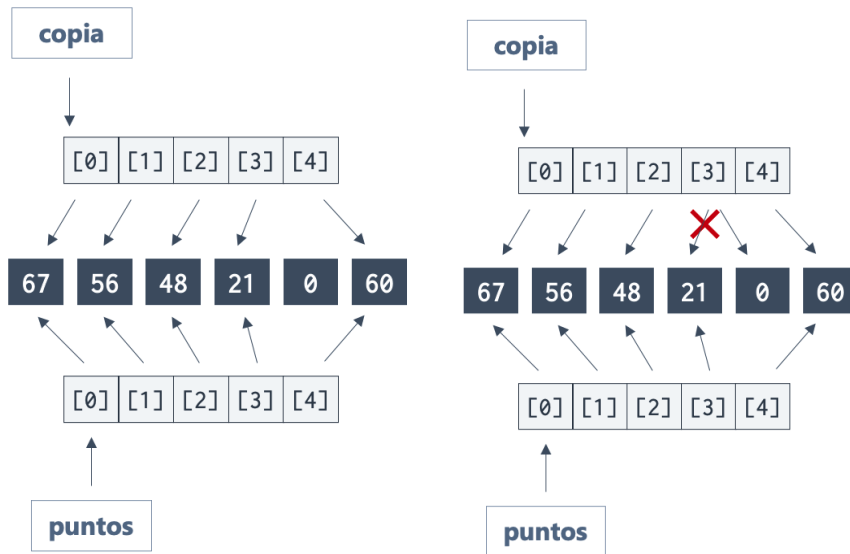 copia
[0] [1] [2] [3] [4]
67 56 48 21 0 60
[0] [1] [2] [3] [4]
puntos
copia
[0] [1] [2] [3] [4]
67 56 48 21 0 60
[0] [1] [2] [3] [4]
puntos